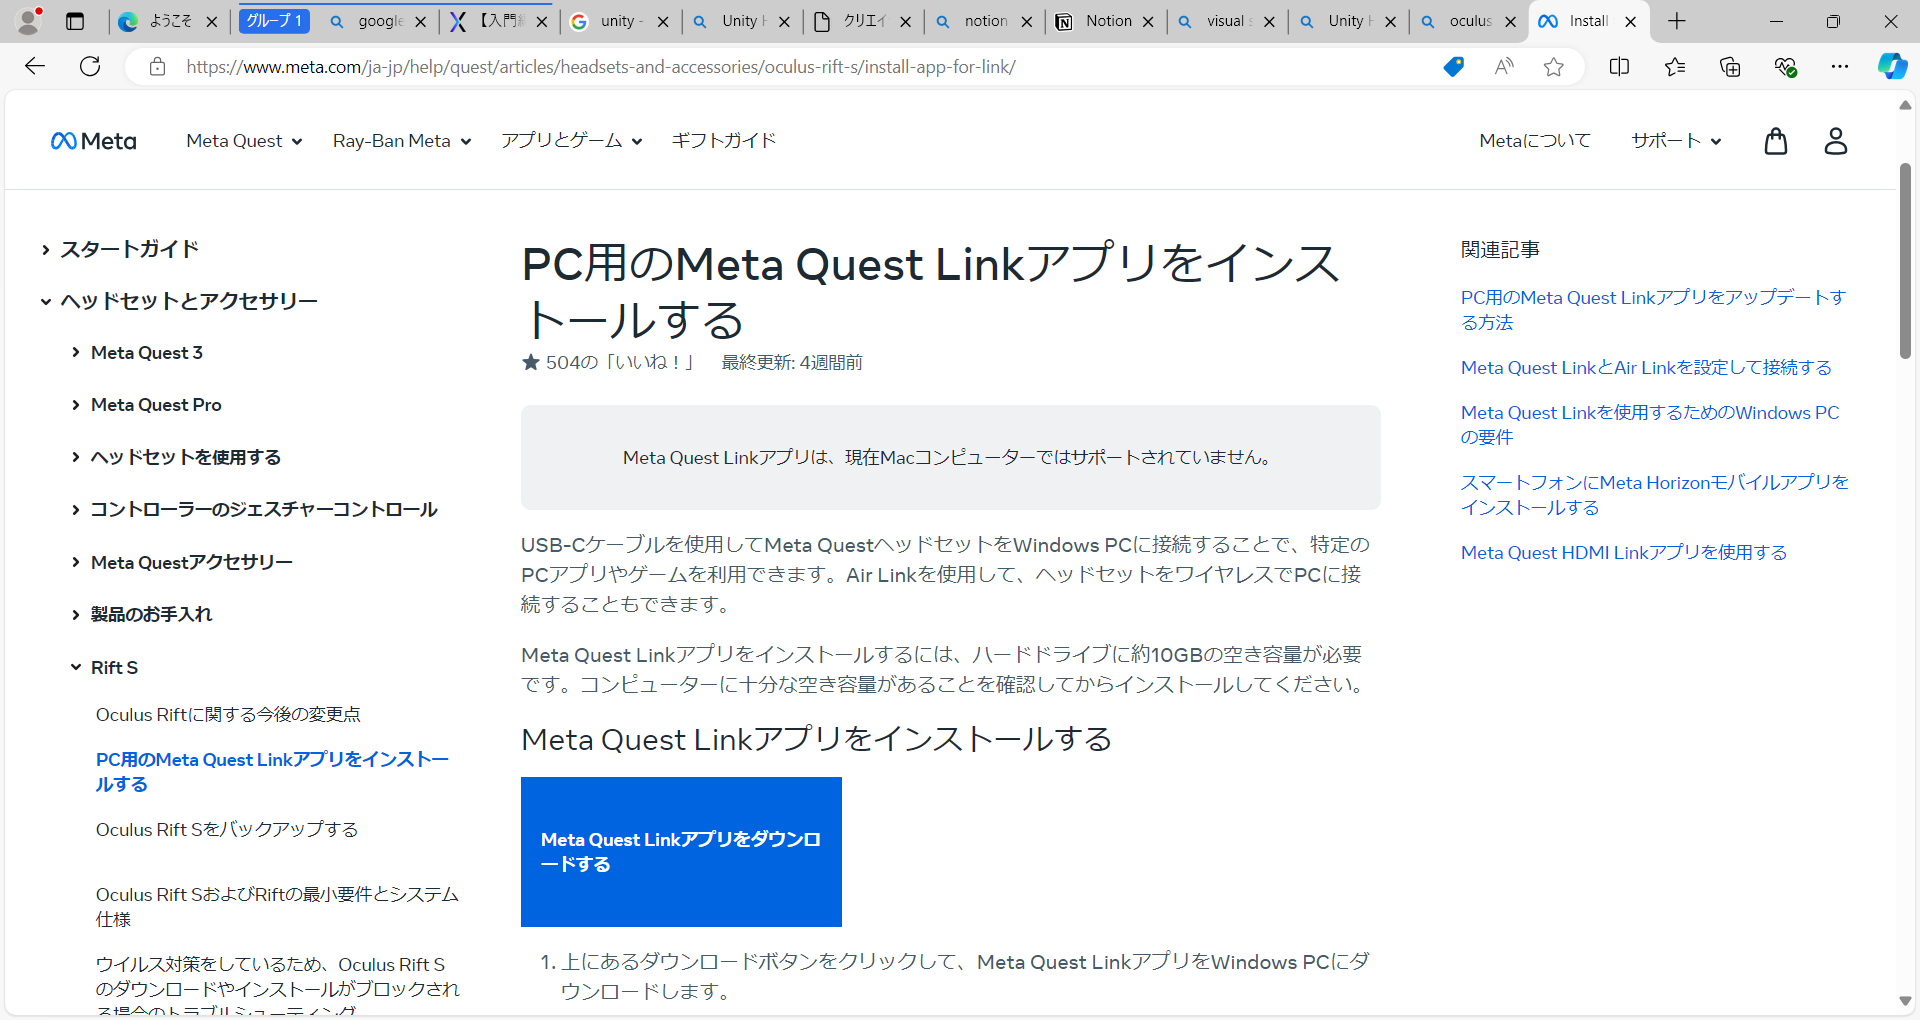 ようこそ
グループ 1
google
【入門
unity -
Unity H
クリエイ
notion
Notion
visual s
Unity H
oculus
Install
https://www.meta.com/ja-jp/help/quest/articles/headsets-and-accessories/oculus-rift-s/install-app-for-link/
Meta
Meta Quest
Ray-Ban Meta
アプリとゲーム
ギフトガイド
Metaについて
サポート
スタートガイド
ヘッドセットとアクセサリー
Meta Quest 3
Meta Quest Pro
ヘッドセットを使用する
コントローラーのジェスチャーコントロール
Meta Questアクセサリー
製品のお手入れ
Rift S
Oculus Riftに関する今後の変更点
PC用のMeta Quest Linkアプリをインストー
ルする
Oculus Rift Sをバックアップする
Oculus Rift SおよびRiftの最小要件とシステム
仕様
ウイルス対策をしているため、Oculus Rift S
のダウンロードやインストールがブロックされ
る場合のトラブルシューティング
PC用のMeta Quest Linkアプリをインス
トールする
504の「いいね！」 最終更新: 4週間前
Meta Quest Linkアプリは、現在Macコンピューターではサポートされていません。
USB-Cケーブルを使用してMeta QuestヘッドセットをWindows PCに接続することで、特定の
PCアプリやゲームを利用できます。Air Linkを使用して、ヘッドセットをワイヤレスでPCに接
続することもできます。
Meta Quest Linkアプリをインストールするには、ハードドライブに約10GBの空き容量が必要
です。コンピューターに十分な空き容量があることを確認してからインストールしてください。
Meta Quest Linkアプリをインストールする
Meta Quest Linkアプリをダウンロ
ードする
1. 上にあるダウンロードボタンをクリックして、Meta Quest LinkアプリをWindows PCにダ
ウンロードします。
関連記事
PC用のMeta Quest Linkアプリをアップデートす
る方法
Meta Quest LinkとAir Linkを設定して接続する
Meta Quest Linkを使用するためのWindows PC
の要件
スマートフォンにMeta Horizonモバイルアプリを
インストールする
Meta Quest HDMI Linkアプリを使用する